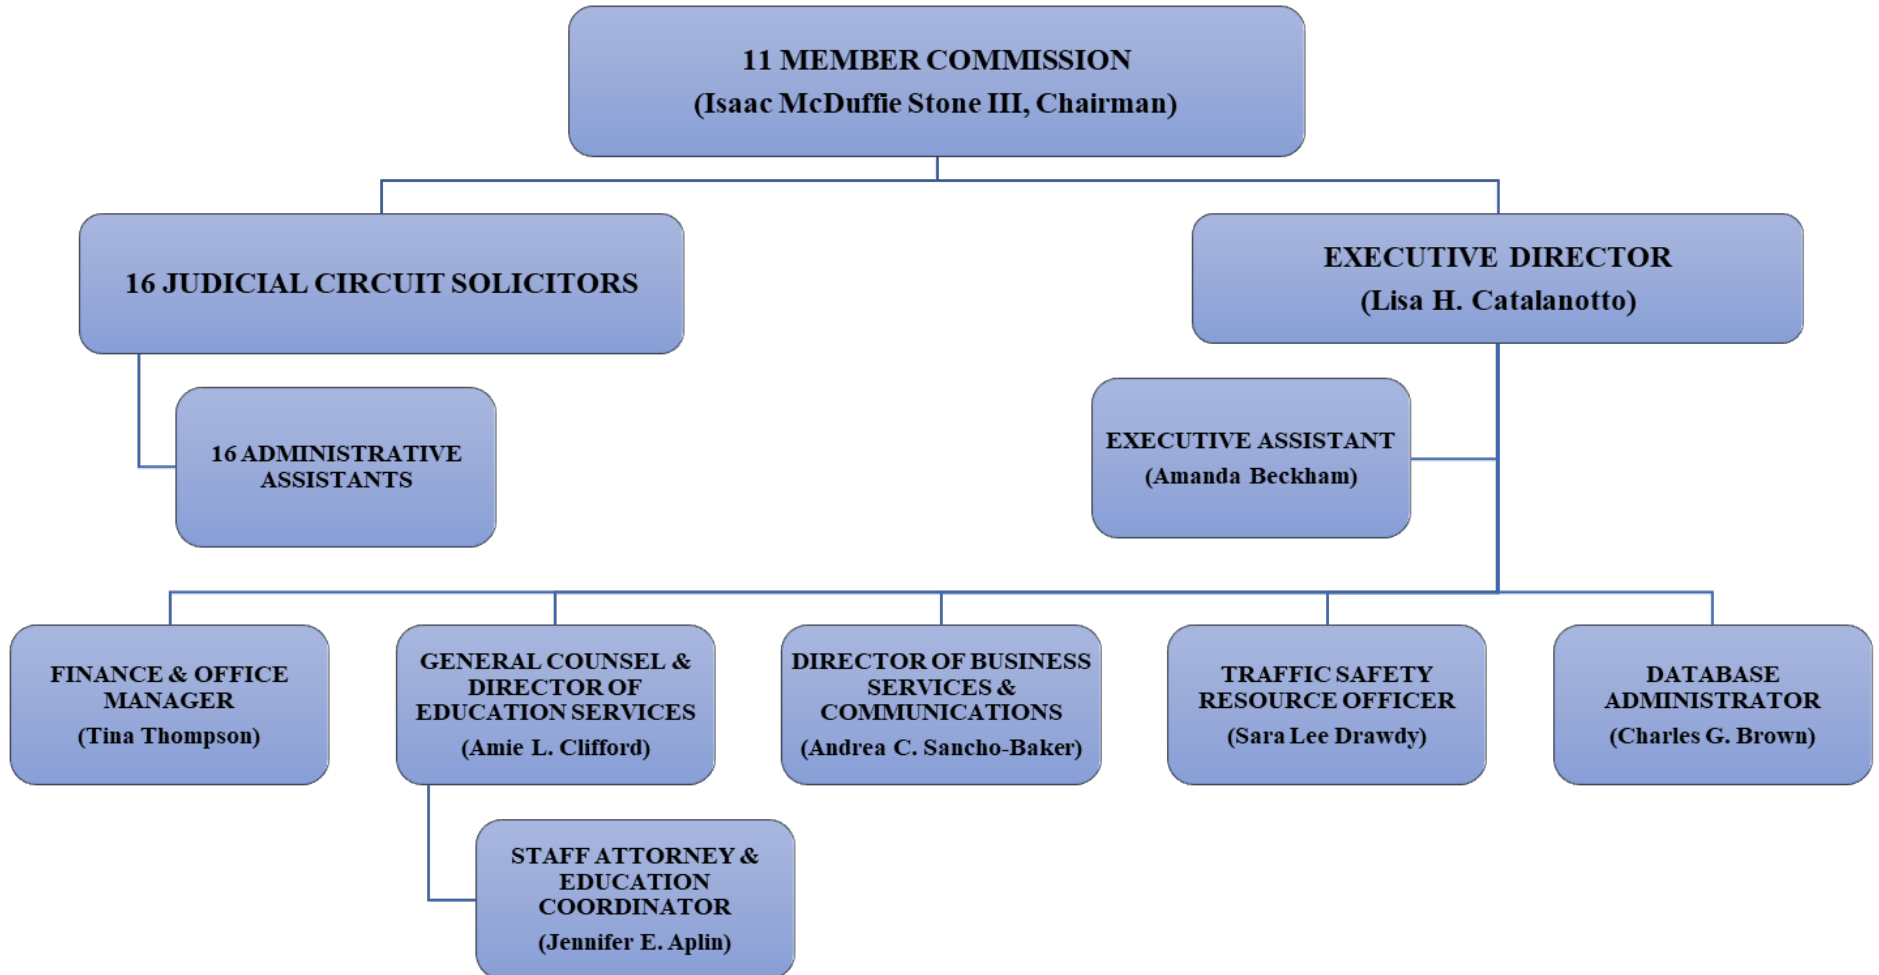 11 MEMBER COMMISSION
(Isaac McDuffie Stone III, Chairman)
16 JUDICIAL CIRCUIT SOLICITORS
EXECUTIVE DIRECTOR
(Lisa H. Catalanotto)
16 ADMINISTRATIVE
ASSISTANTS
EXECUTIVE ASSISTANT
(Amanda Beckham)
FINANCE & OFFICE
MANAGER
(Tina Thompson)
GENERAL COUNSEL &
DIRECTOR OF
EDUCATION SERVICES
(Amie L. Clifford)
DIRECTOR OF BUSINESS
SERVICES &
COMMUNICATIONS
(Andrea C. Sancho-Baker)
TRAFFIC SAFETY
RESOURCE OFFICER
(Sara Lee Drawdy)
DATABASE
ADMINISTRATOR
(Charles G. Brown)
STAFF ATTORNEY &
EDUCATION
COORDINATOR
(Jennifer E. Aplin)